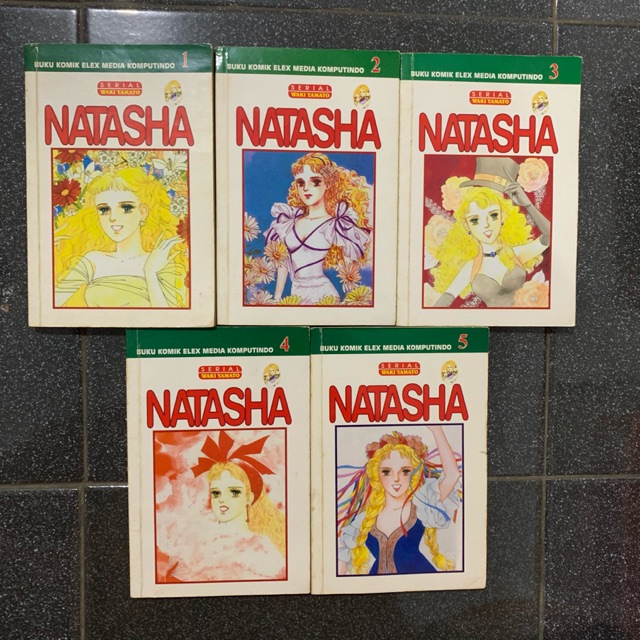 BUKU KOMIK ELEX MEDIA KOMPUTINDO 1
SERIAL
WAKI YAMATO
NATASHA
BUKU KOMIK ELEX MEDIA KOMPUTINDO 2
SERIAL
WAKI YAMATO
NATASHA
BUKU KOMIK ELEX MEDIA KOMPUTINDO 3
SERIAL
WAKI YAMATO
NATASHA
BUKU KOMIK ELEX MEDIA KOMPUTINDO 4
SERIAL
WAKI YAMATO
NATASHA
BUKU KOMIK ELEX MEDIA KOMPUTINDO 5
SERIAL
WAKI YAMATO
NATASHA